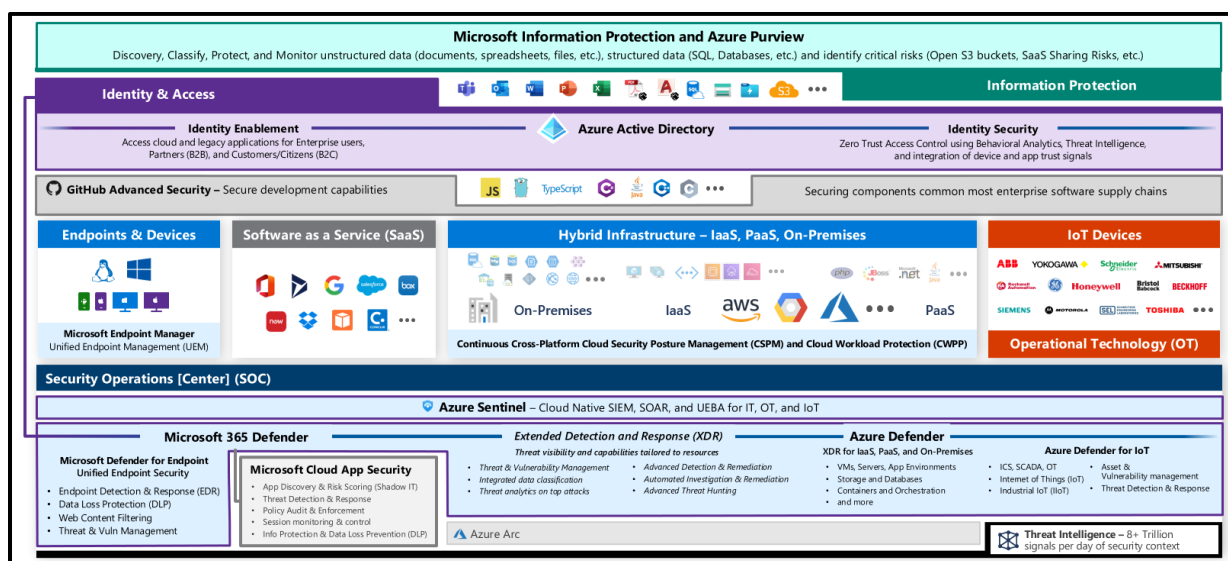 Microsoft Information Protection and Azure Purview
Discovery, Classify, Protect, and Monitor unstructured data (documents, spreadsheets, files, etc.), structured data (SQL, Databases, etc.) and identify critical risks (Open S3 buckets, SaaS Sharing Risks, etc.)
Identity & Access
S3
Information Protection
Identity Enablement
Access cloud and legacy applications for Enterprise users,
Partners (B2B), and Customers/Citizens (B2C)
Azure Active Directory
Identity Security
Zero Trust Access Control using Behavioral Analytics, Threat Intelligence,
and integration of device and app trust signals
GitHub Advanced Security – Secure development capabilities
JS
TypeScript
Securing components common most enterprise software supply chains
Endpoints & Devices
Microsoft Endpoint Manager
Unified Endpoint Management (UEM)
Software as a Service (SaaS)
salesforce
box
now
Hybrid Infrastructure – IaaS, PaaS, On-Premises
php
JBoss
.net
On-Premises
IaaS
aws
PaaS
Continuous Cross-Platform Cloud Security Posture Management (CSPM) and Cloud Workload Protection (CWPP)
IoT Devices
ABB YOKOGAWA Schneider Electric MITSUBISHI
Rockwell Automation Honeywell Bristol Babcock BECKHOFF
SIEMENS MOTOROLA SEL TOSHIBA
Operational Technology (OT)
Security Operations [Center] (SOC)
Azure Sentinel – Cloud Native SIEM, SOAR, and UEBA for IT, OT, and IoT
Microsoft 365 Defender
Extended Detection and Response (XDR)
Azure Defender
Microsoft Defender for Endpoint
Unified Endpoint Security
• Endpoint Detection & Response (EDR)
• Data Loss Protection (DLP)
• Web Content Filtering
• Threat & Vuln Management
Microsoft Cloud App Security
• App Discovery & Risk Scoring (Shadow IT)
• Threat Detection & Response
• Policy Audit & Enforcement
• Session monitoring & control
• Info Protection & Data Loss Prevention (DLP)
Threat visibility and capabilities tailored to resources
• Threat & Vulnerability Management
• Integrated data classification
• Threat analytics on top attacks
• Advanced Detection & Remediation
• Automated Investigation & Remediation
• Advanced Threat Hunting
XDR for IaaS, PaaS, and On-Premises
• VMs, Servers, App Environments
• Storage and Databases
• Containers and Orchestration
• and more
Azure Defender for IoT
• ICS, SCADA, OT
• Internet of Things (IoT)
• Industrial IoT (IIoT)
• Asset &
Vulnerability management
• Threat Detection & Response
Azure Arc
Threat Intelligence – 8+ Trillion
signals per day of security context